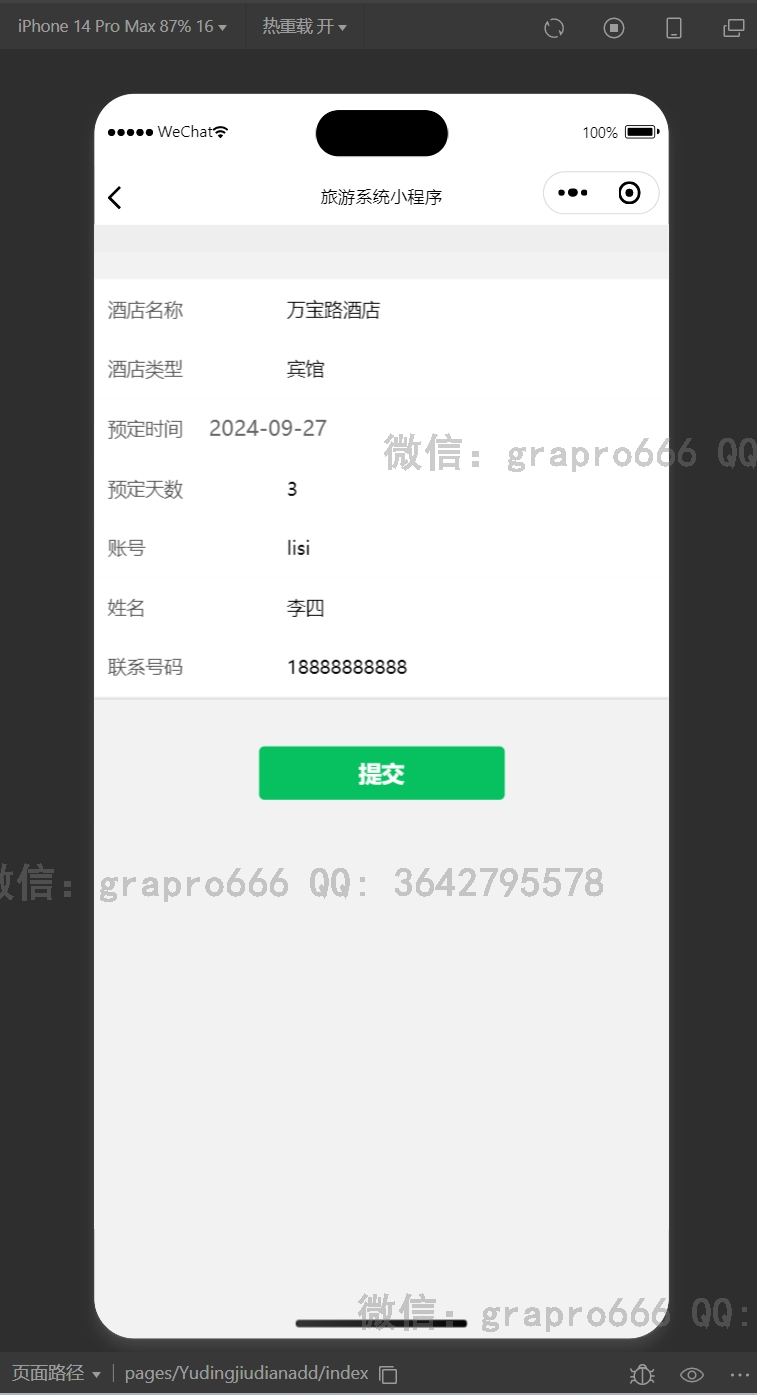 iPhone 14 Pro Max 87% 16 热重载 开
WeChat 100%
旅游系统小程序
酒店名称 万宝路酒店
酒店类型 宾馆
预定时间 2024-09-27
微信: grapro666 QQ
预定天数 3
账号 lisi
姓名 李四
联系号码 18888888888
提交
微信: grapro666 QQ: 3642795578
微信: grapro666 QQ:
页面路径 pages/Yudingjiudianadd/index